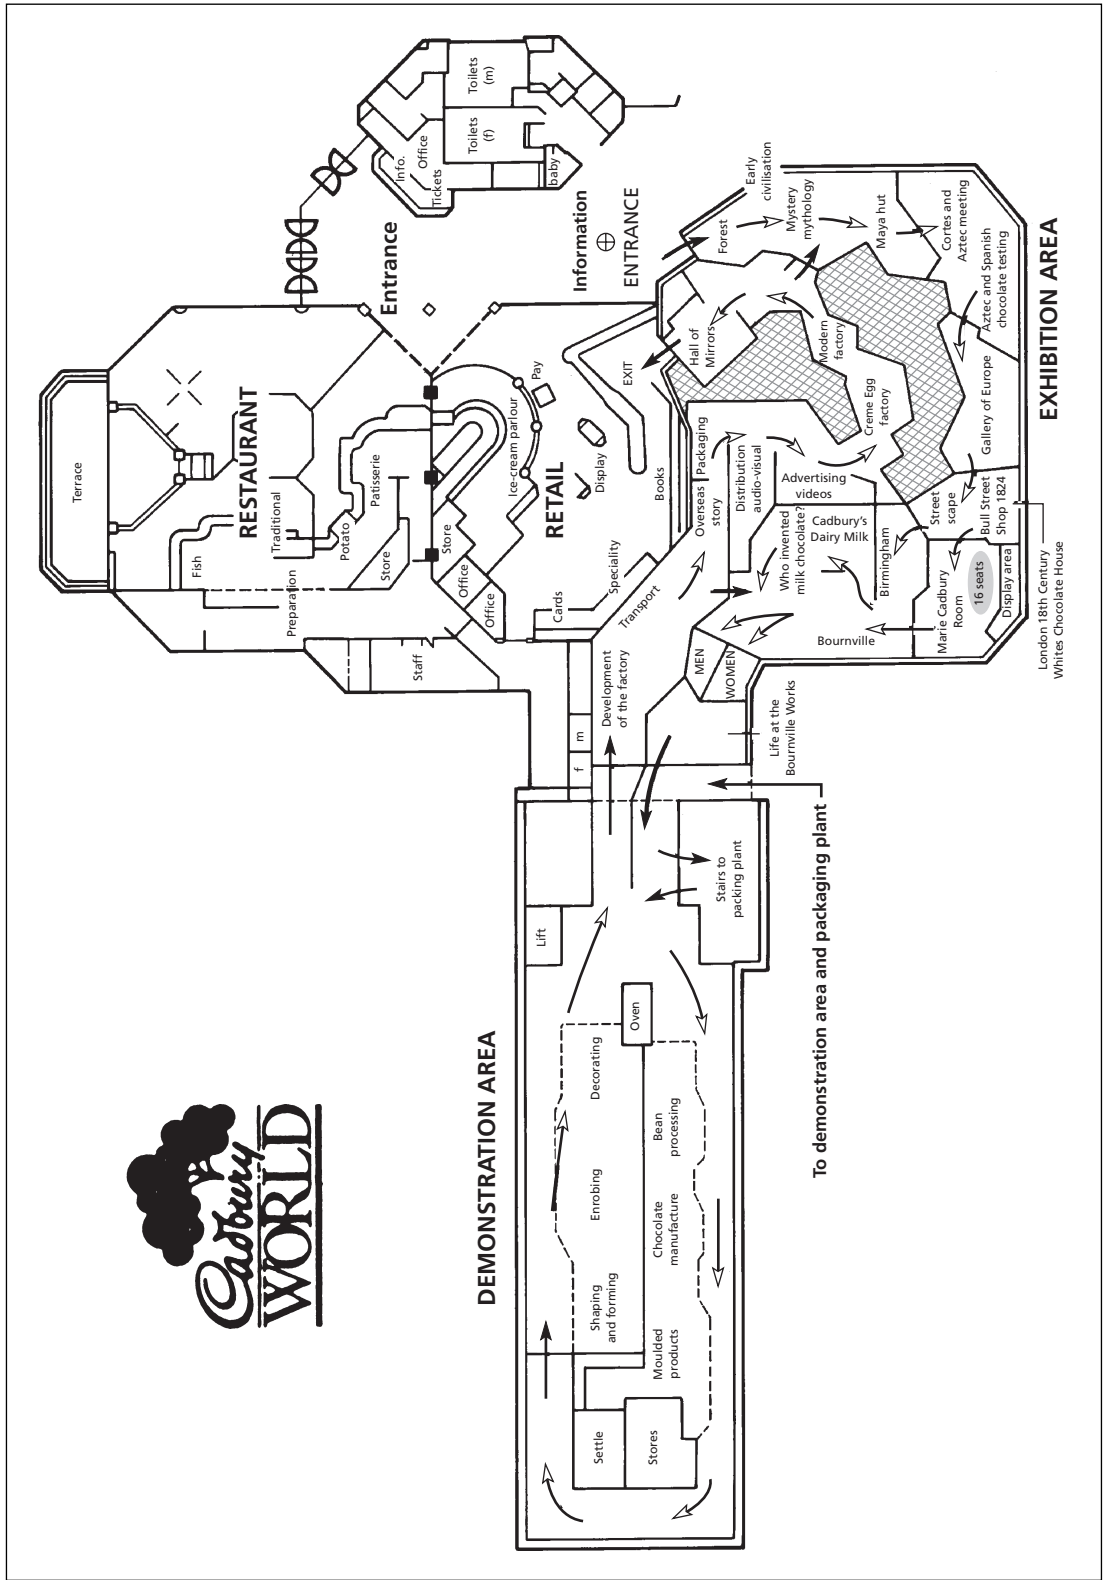 Cadbury
WORLD
Terrace
RESTAURANT
Fish
Traditional
Potato
Patisserie
Store
Preparation
Staff
Entrance
Info.
Office
Tickets
Toilets
(m)
Toilets
(f)
baby
Information
ENTRANCE
Store
Office
Office
Ice-cream parlour
Pay
RETAIL
Display
EXIT
Books
Speciality
Cards
Transport
Early
civilisation
Forest
Mystery
mythology
Maya hut
Cortes and
Aztec meeting
Aztec and Spanish
chocolate testing
EXHIBITION AREA
Hall of
Mirrors
Modern
factory
Creme Egg
factory
Gallery of Europe
Packaging
Overseas
story
Distribution
audio-visual
Advertising
videos
Who invented
milk chocolate?
Cadbury's
Dairy Milk
Street
scape
Bull Street
Shop 1824
Birmingham
Marie Cadbury
Room
16 seats
Display area
London 18th Century
Whites Chocolate House
Bournville
MEN
WOMEN
Development
of the factory
m
f
Life at the
Bournville Works
To demonstration area and packaging plant
DEMONSTRATION AREA
Lift
Stairs to
packing plant
Oven
Decorating
Enrobing
Shaping
and forming
Bean
processing
Chocolate
manufacture
Moulded
products
Settle
Stores